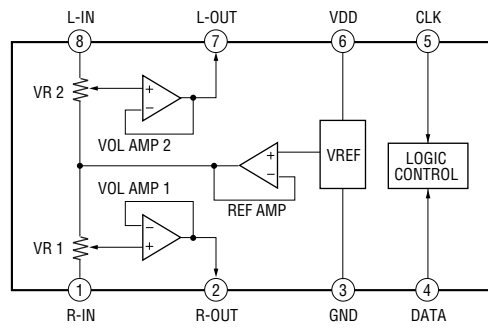 L-IN L-OUT VDD CLK
8 7 6 5
VR 2
+
−
VOL AMP 2
VREF
+
−
LOGIC
CONTROL
VOL AMP 1
REF AMP
−
+
VR 1
1 2 3 4
R-IN R-OUT GND DATA